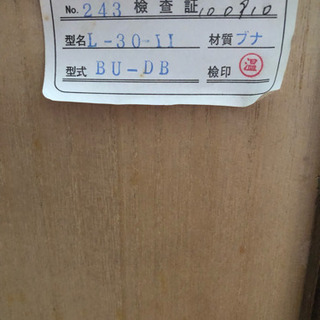 No. 243 検査証 100910
型名 L-30-II 材質 ブナ
型式 BU-DB 検印 温